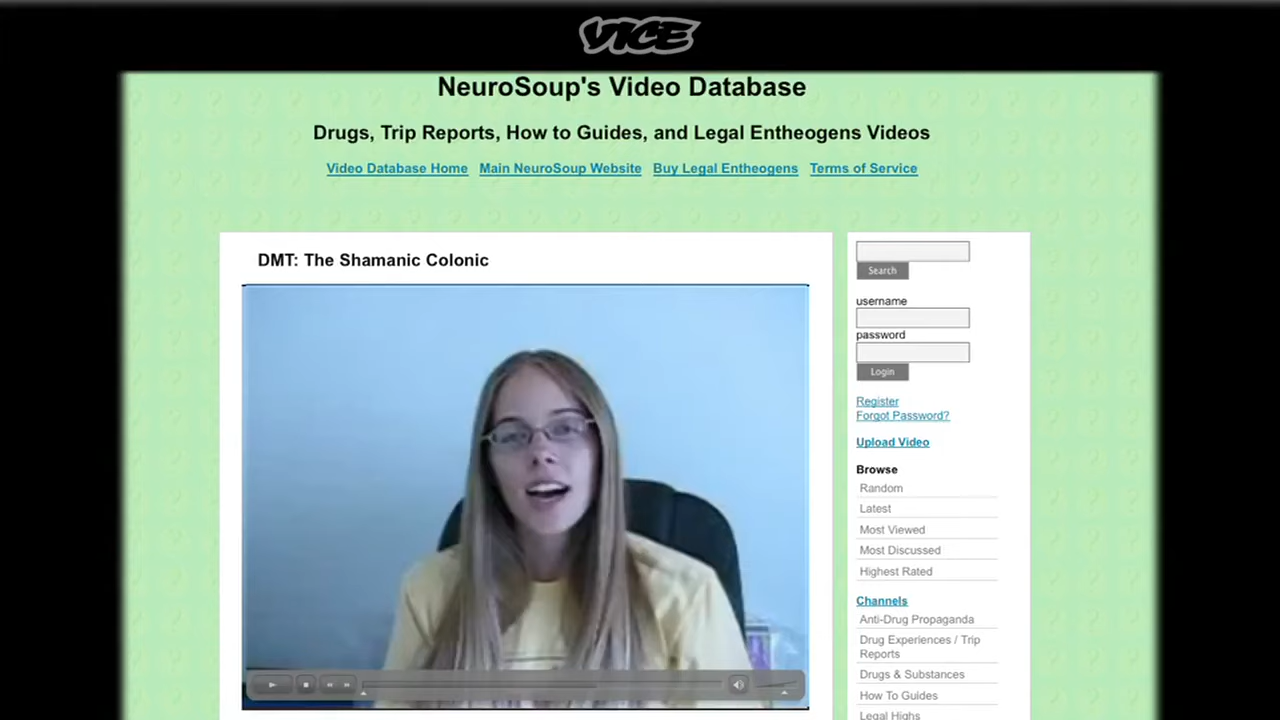 VICE
NeuroSoup's Video Database
Drugs, Trip Reports, How to Guides, and Legal Entheogens Videos
Video Database Home Main NeuroSoup Website Buy Legal Entheogens Terms of Service
DMT: The Shamanic Colonic
Search
username
password
Login
Register
Forgot Password?
Upload Video
Browse
Random
Latest
Most Viewed
Most Discussed
Highest Rated
Channels
Anti-Drug Propaganda
Drug Experiences / Trip
Reports
Drugs & Substances
How To Guides
Legal Highs